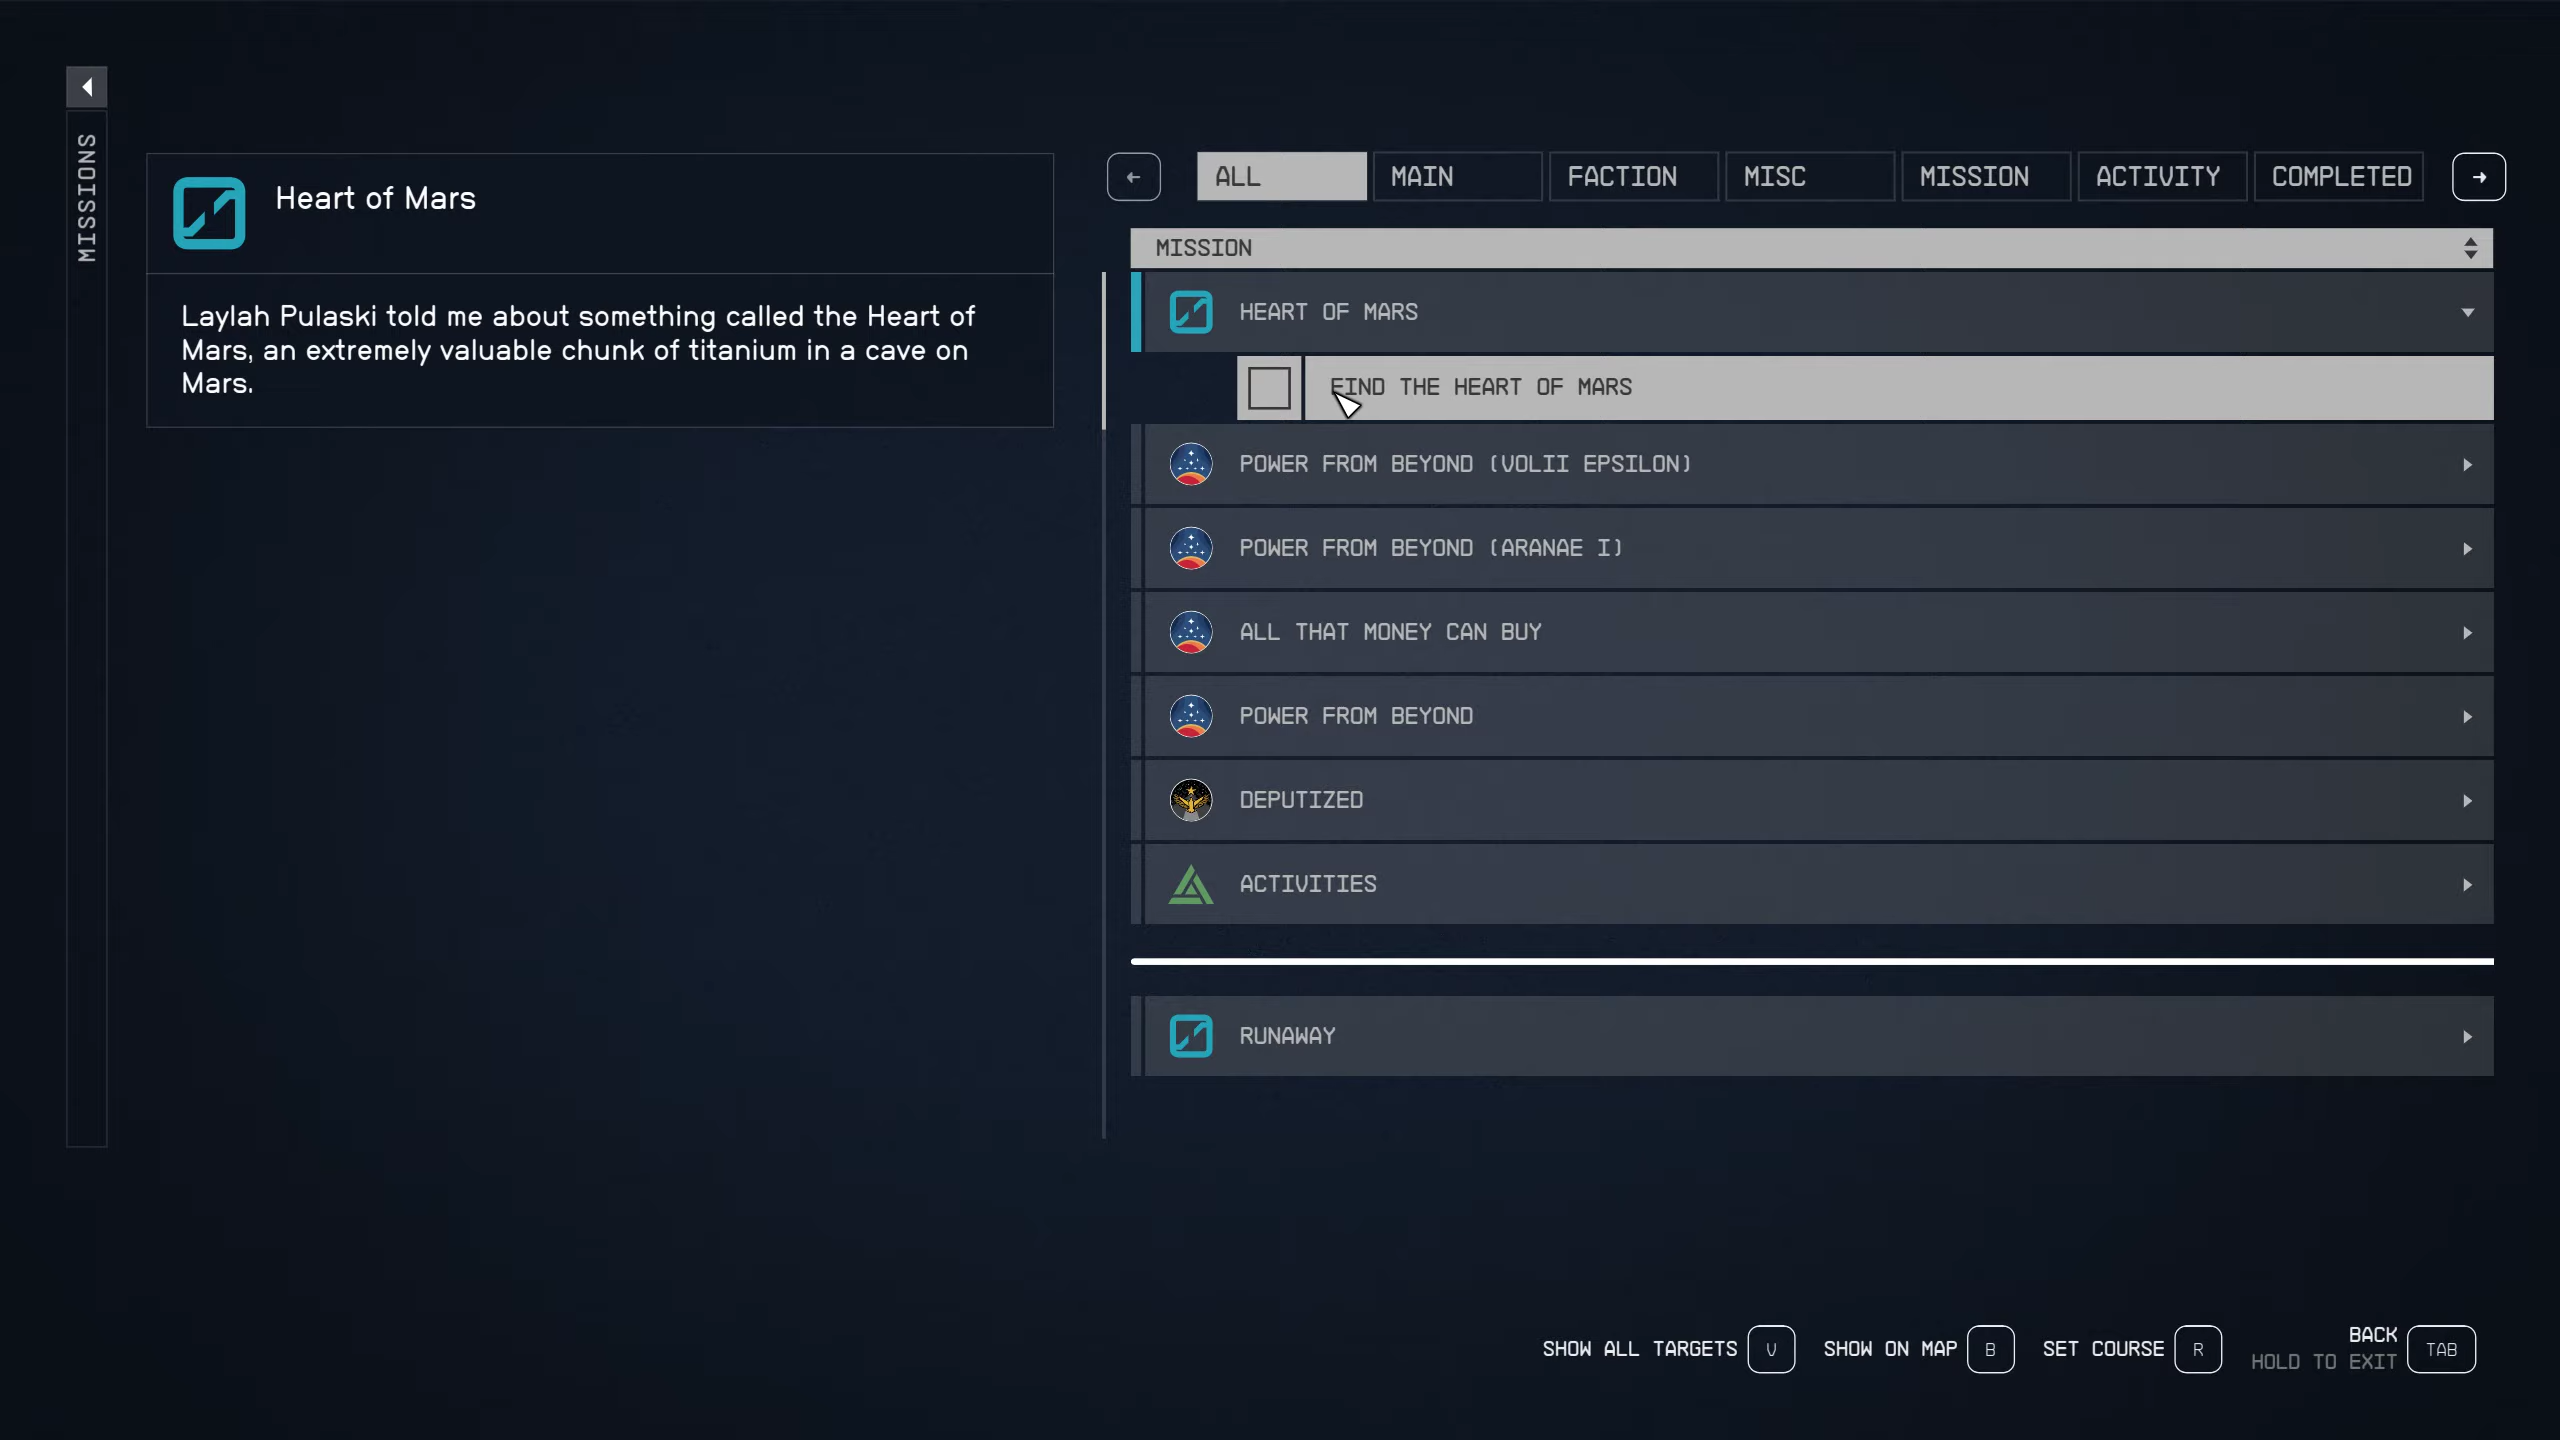 MISSIONS
Heart of Mars
Laylah Pulaski told me about something called the Heart of
Mars, an extremely valuable chunk of titanium in a cave on
Mars.
ALL
MAIN
FACTION
MISC
MISSION
ACTIVITY
COMPLETED
MISSION
HEART OF MARS
FIND THE HEART OF MARS
POWER FROM BEYOND (VOLII EPSILON)
POWER FROM BEYOND (ARANAE I)
ALL THAT MONEY CAN BUY
POWER FROM BEYOND
DEPUTIZED
ACTIVITIES
RUNAWAY
SHOW ALL TARGETS V
SHOW ON MAP B
SET COURSE R
BACK
HOLD TO EXIT
TAB